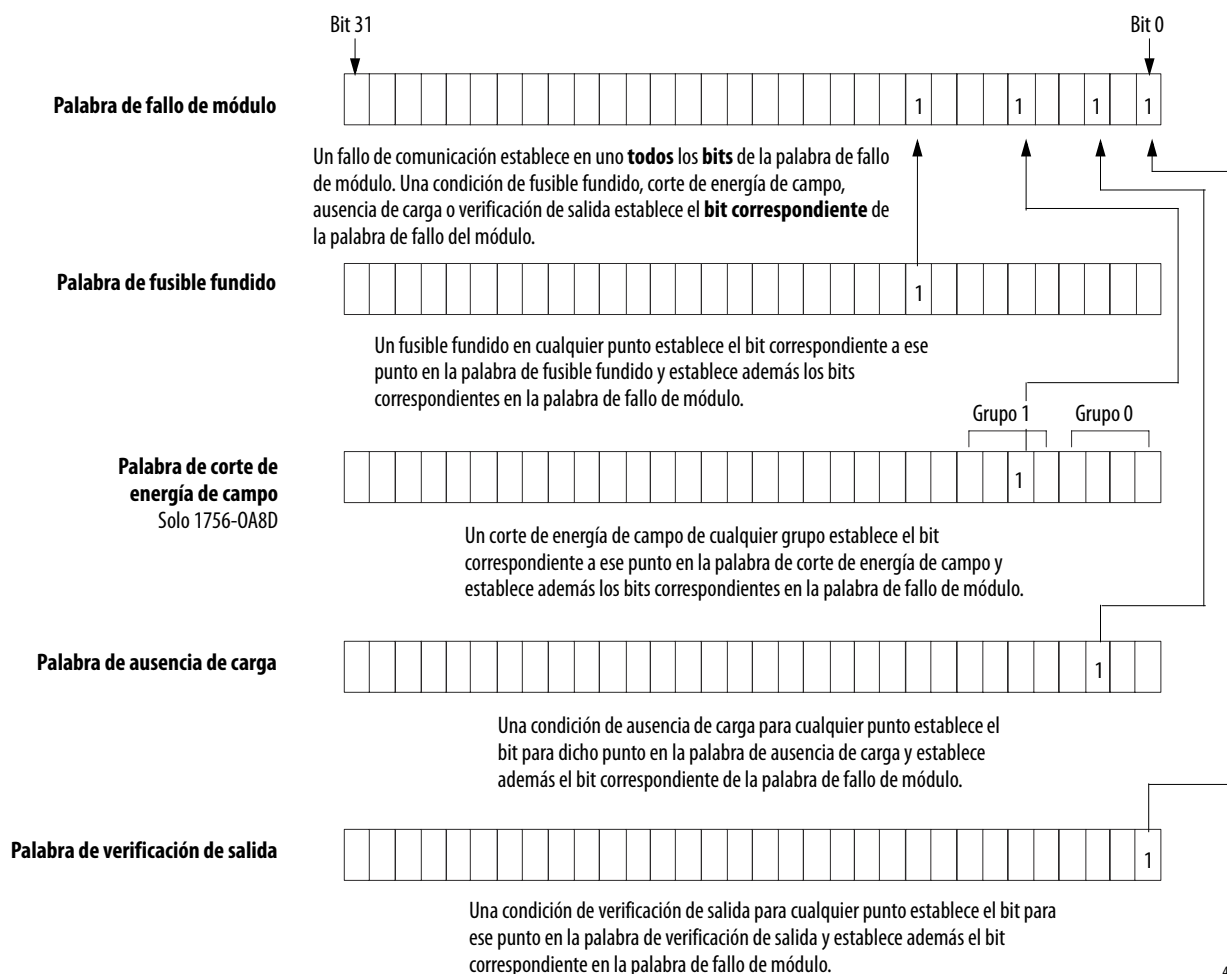 Bit 31
Bit 0
Palabra de fallo de módulo
1 1 1 1
Un fallo de comunicación establece en uno todos los bits de la palabra de fallo
de módulo. Una condición de fusible fundido, corte de energía de campo,
ausencia de carga o verificación de salida establece el bit correspondiente de
la palabra de fallo del módulo.
Palabra de fusible fundido
1
Un fusible fundido en cualquier punto establece el bit correspondiente a ese
punto en la palabra de fusible fundido y establece además los bits
correspondientes en la palabra de fallo de módulo.
Grupo 1
Grupo 0
Palabra de corte de
energía de campo
Solo 1756-OA8D
1
Un corte de energía de campo de cualquier grupo establece el bit
correspondiente a ese punto en la palabra de corte de energía de campo y
establece además los bits correspondientes en la palabra de fallo de módulo.
Palabra de ausencia de carga
1
Una condición de ausencia de carga para cualquier punto establece el
bit para dicho punto en la palabra de ausencia de carga y establece
además el bit correspondiente de la palabra de fallo de módulo.
Palabra de verificación de salida
1
Una condición de verificación de salida para cualquier punto establece el bit para
ese punto en la palabra de verificación de salida y establece además el bit
correspondiente en la palabra de fallo de módulo.